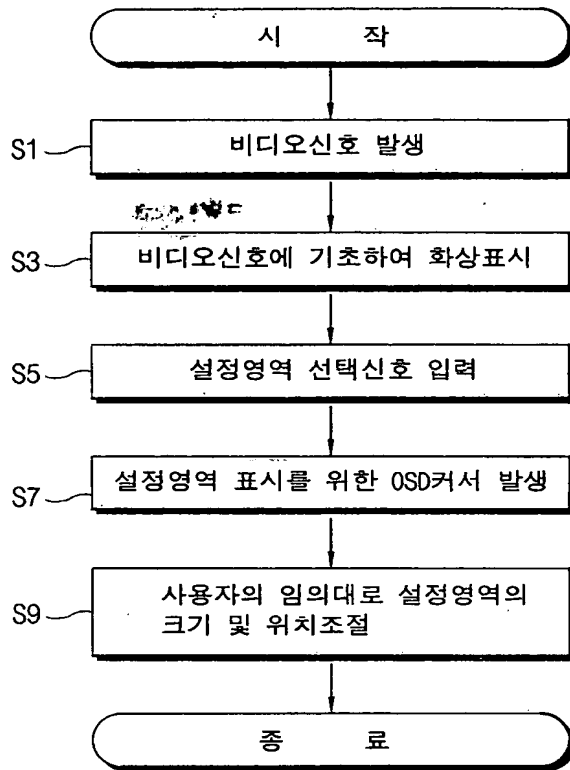 시 작
S1
비디오신호 발생
S3
비디오신호에 기초하여 화상표시
S5
설정영역 선택신호 입력
S7
설정영역 표시를 위한 OSD커서 발생
S9
사용자의 임의대로 설정영역의
크기 및 위치조절
종 료